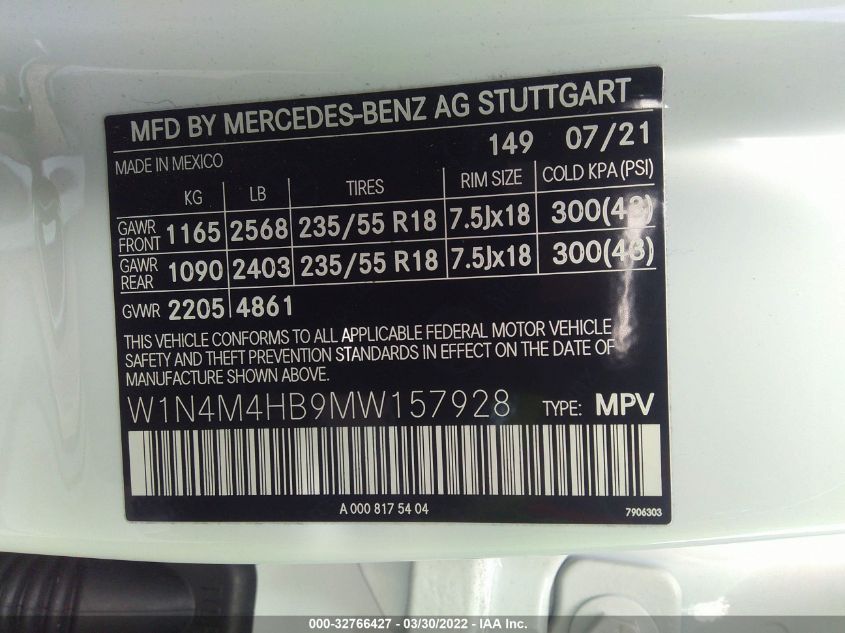 MFD BY MERCEDES-BENZ AG STUTTGART
149 07/21
MADE IN MEXICO
KG LB TIRES RIM SIZE COLD KPA (PSI)
GAWR FRONT 1165 2568 235/55 R18 7.5Jx18 300(43)
GAWR REAR 1090 2403 235/55 R18 7.5Jx18 300(43)
GVWR 2205 4861
THIS VEHICLE CONFORMS TO ALL APPLICABLE FEDERAL MOTOR VEHICLE
SAFETY AND THEFT PREVENTION STANDARDS IN EFFECT ON THE DATE OF
MANUFACTURE SHOWN ABOVE.
W1N4M4HB9MW157928 TYPE: MPV
A 000 817 54 04
7906303
000-32766427 - 03/30/2022 - IAA Inc.